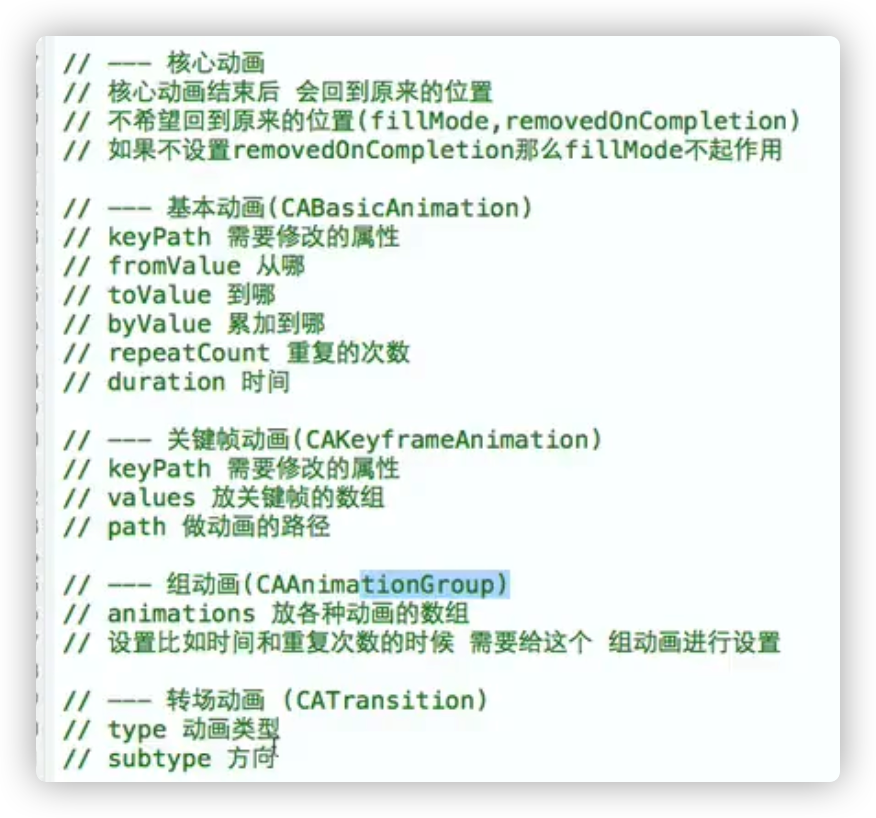 // --- 核心动画
// 核心动画结束后 会回到原来的位置
// 不希望回到原来的位置(fillMode,removedOnCompletion)
// 如果不设置removedOnCompletion那么fillMode不起作用
// --- 基本动画(CABasicAnimation)
// keyPath 需要修改的属性
// fromValue 从哪
// toValue 到哪
// byValue 累加到哪
// repeatCount 重复的次数
// duration 时间
// --- 关键帧动画(CAKeyframeAnimation)
// keyPath 需要修改的属性
// values 放关键帧的数组
// path 做动画的路径
// --- 组动画(CAAnimationGroup)
// animations 放各种动画的数组
// 设置比如时间和重复次数的时候 需要给这个 组动画进行设置
// --- 转场动画 (CATransition)
// type 动画类型
// subtype 方向